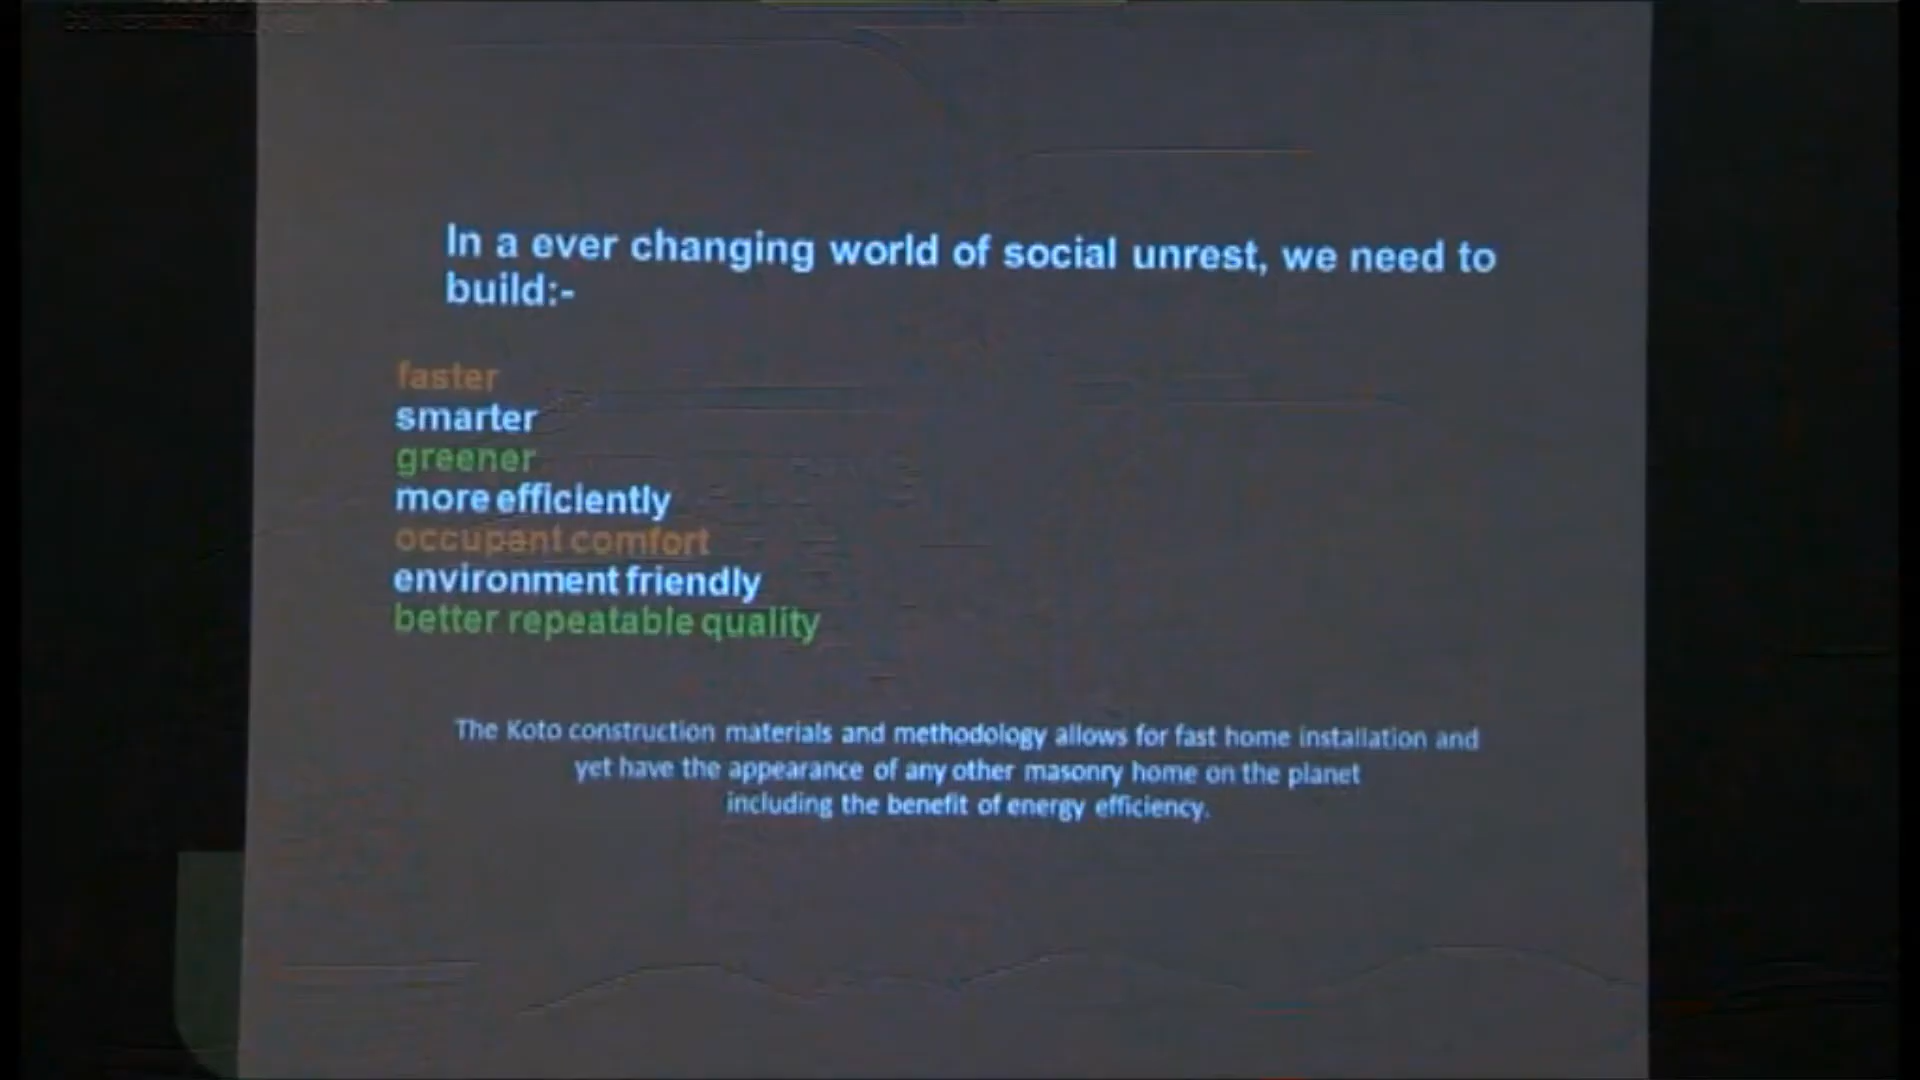 In a ever changing world of social unrest, we need to
build:-
faster
smarter
greener
more efficiently
occupant comfort
environment friendly
better repeatable quality
The Koto construction materials and methodology allows for fast home installation and
yet have the appearance of any other masonry home on the planet
including the benefit of energy efficiency.